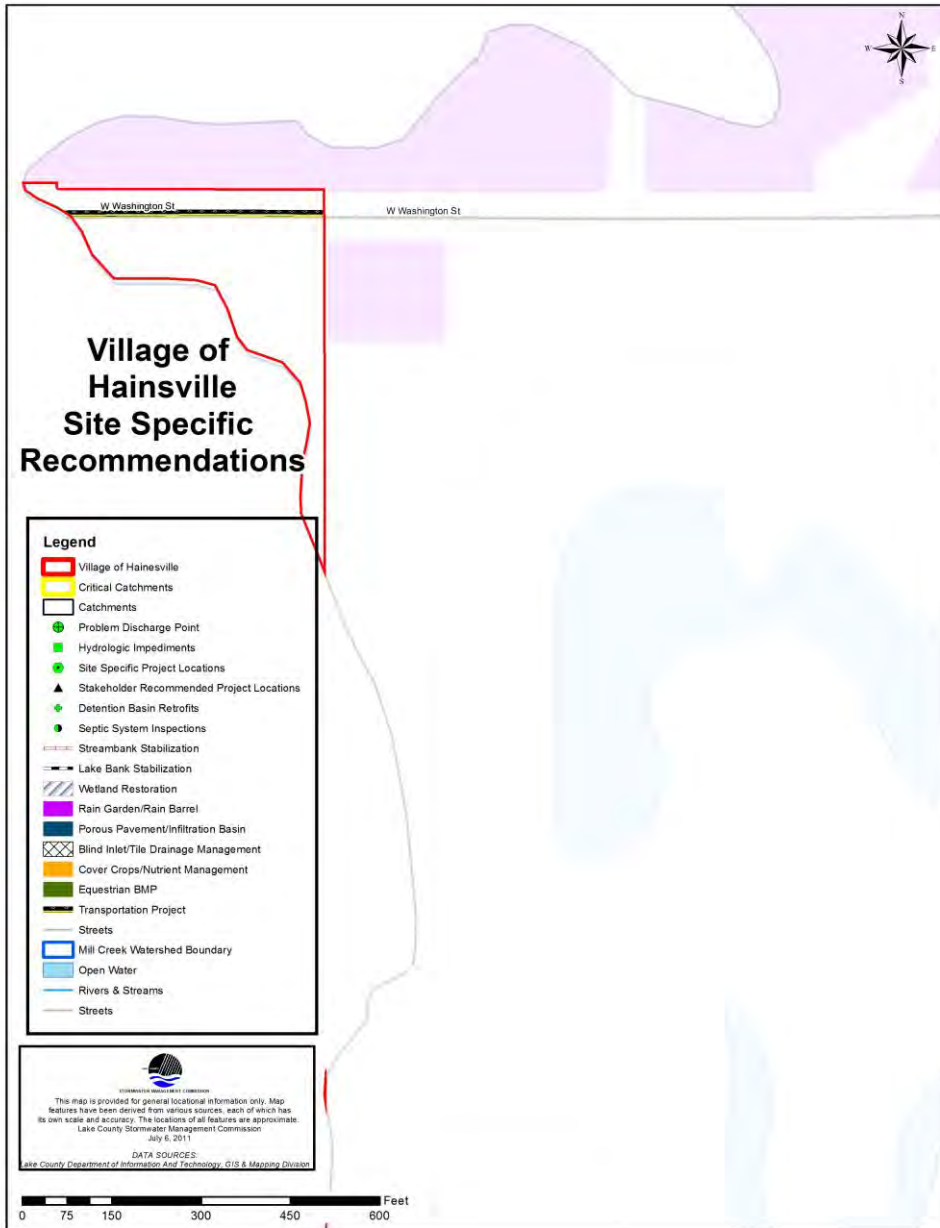 N
W E
S
W Washington St
W Washington St
Village of
Hainsville
Site Specific
Recommendations
Legend
Village of Hainesville
Critical Catchments
Catchments
Problem Discharge Point
Hydrologic Impediments
Site Specific Project Locations
Stakeholder Recommended Project Locations
Detention Basin Retrofits
Septic System Inspections
Streambank Stabilization
Lake Bank Stabilization
Wetland Restoration
Rain Garden/Rain Barrel
Porous Pavement/Infiltration Basin
Blind Inlet/Tile Drainage Management
Cover Crops/Nutrient Management
Equestrian BMP
Transportation Project
Streets
Mill Creek Watershed Boundary
Open Water
Rivers & Streams
Streets
STORMWATER MANAGEMENT COMMISSION
This map is provided for general locational information only. Map
features have been derived from various sources, each of which has
its own scale and accuracy. The locations of all features are approximate.
Lake County Stormwater Management Commission
July 6, 2011
DATA SOURCES:
Lake County Department of Information And Technology, GIS & Mapping Division
Feet
0 75 150 300 450 600